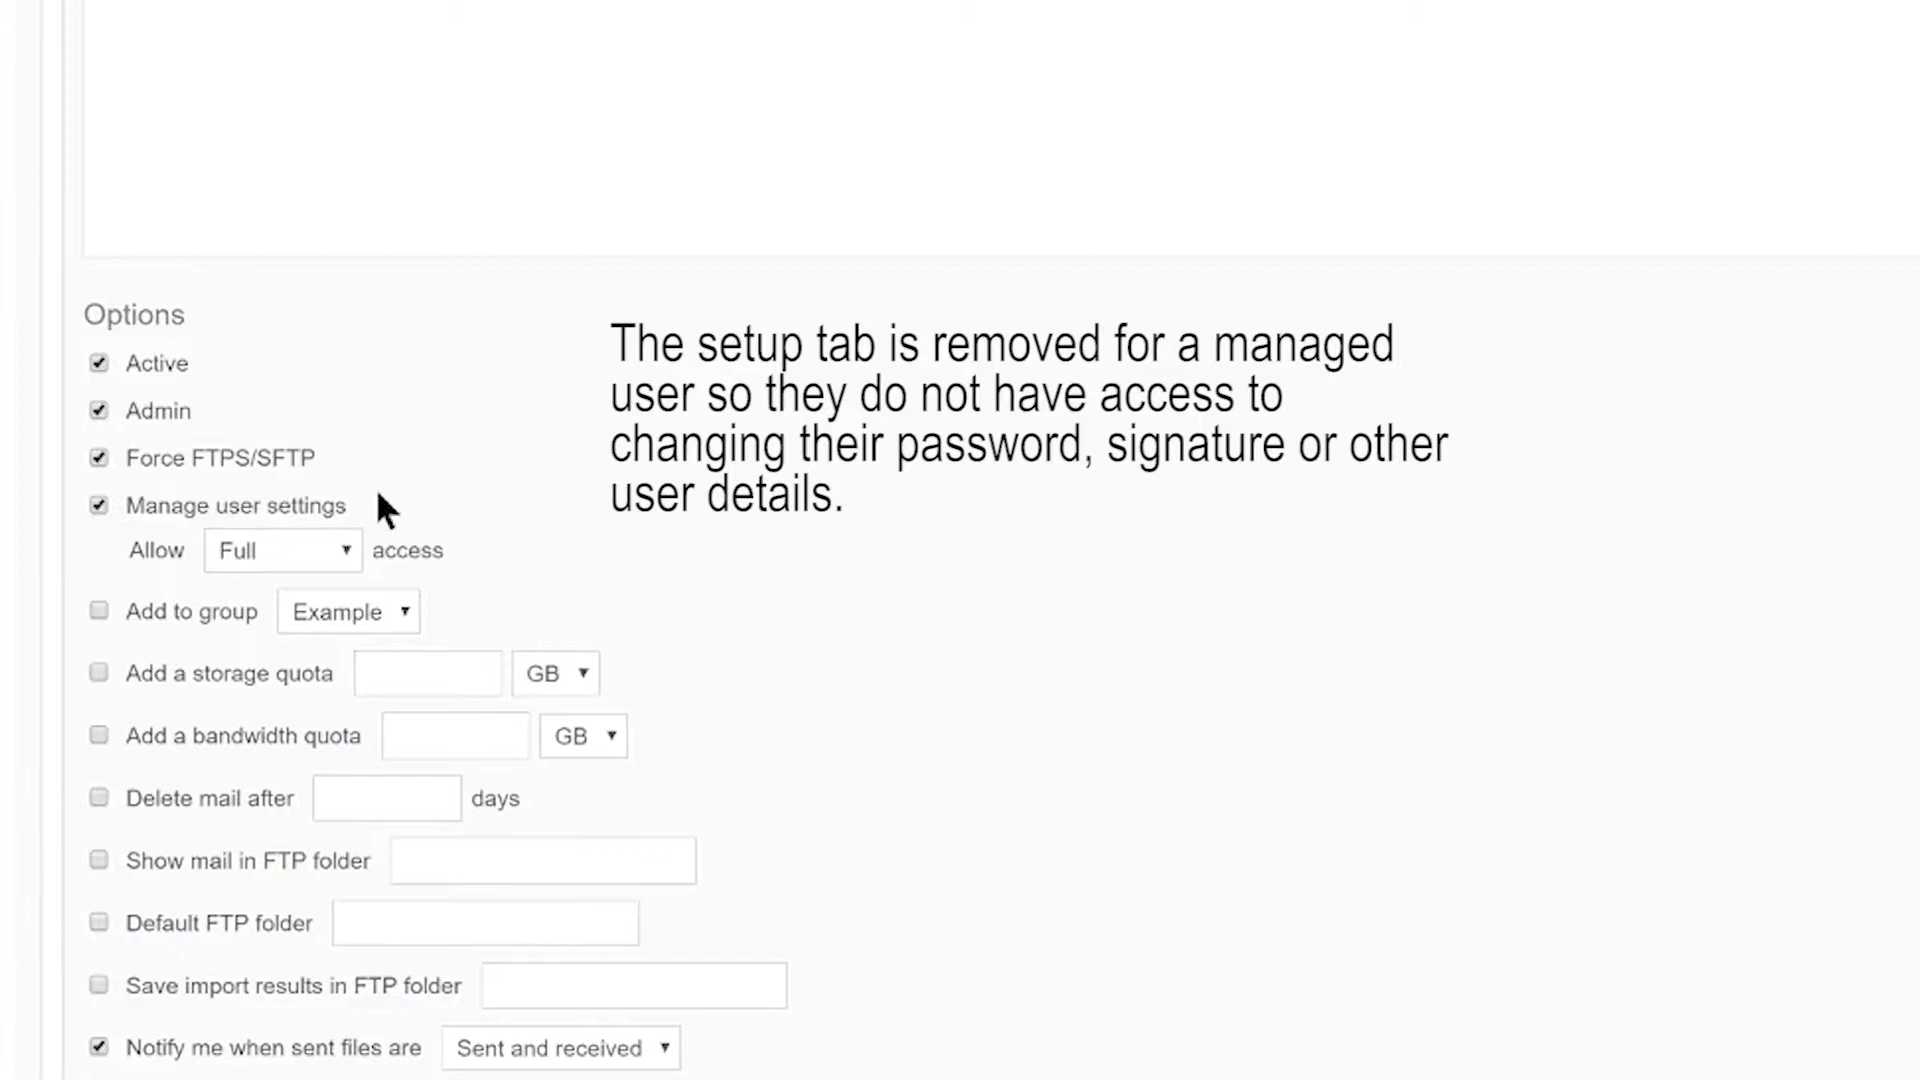 Options
The setup tab is removed for a managed
user so they do not have access to
changing their password, signature or other
user details.
Active
Admin
Force FTPS/SFTP
Manage user settings
Allow Full access
Add to group Example
Add a storage quota GB
Add a bandwidth quota GB
Delete mail after days
Show mail in FTP folder
Default FTP folder
Save import results in FTP folder
Notify me when sent files are Sent and received